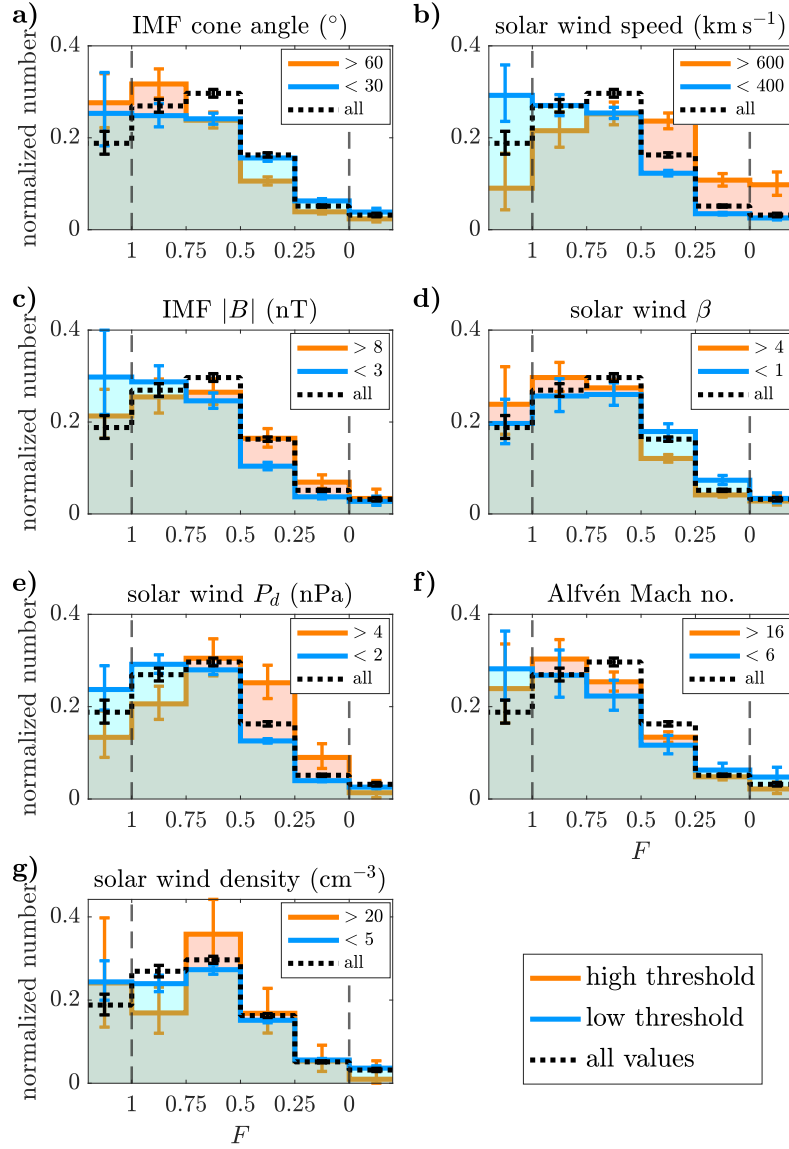 a) IMF cone angle (°)
normalized number
0.4
0.2
0
> 60
< 30
all
1 0.75 0.5 0.25 0
b) solar wind speed (km s⁻¹)
0.4
0.2
0
> 600
< 400
all
1 0.75 0.5 0.25 0
c) IMF |B| (nT)
normalized number
0.4
0.2
0
> 8
< 3
all
1 0.75 0.5 0.25 0
d) solar wind β
0.4
0.2
0
> 4
< 1
all
1 0.75 0.5 0.25 0
e) solar wind P_d (nPa)
normalized number
0.4
0.2
0
> 4
< 2
all
1 0.75 0.5 0.25 0
f) Alfvén Mach no.
0.4
0.2
0
> 16
< 6
all
1 0.75 0.5 0.25 0
F
g) solar wind density (cm⁻³)
normalized number
0.4
0.2
0
> 20
< 5
all
1 0.75 0.5 0.25 0
F
high threshold
low threshold
all values